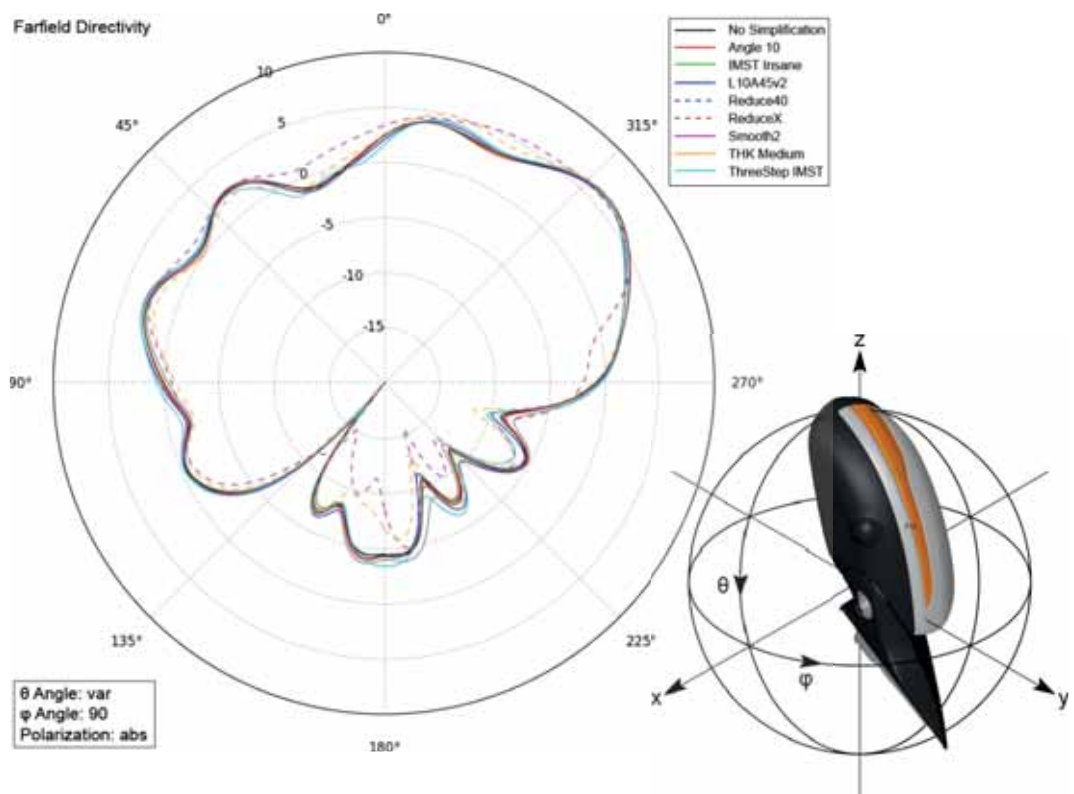 Farfield Directivity
0°
No Simplification
Angle 10
IMST Insane
L10A45v2
Reduce40
ReduceX
Smooth2
THK Medium
ThreeStep IMST
10
5
0
-5
-10
-15
45°
315°
90°
270°
135°
225°
180°
θ Angle: var
φ Angle: 90
Polarization: abs
z
θ
φ
x
y